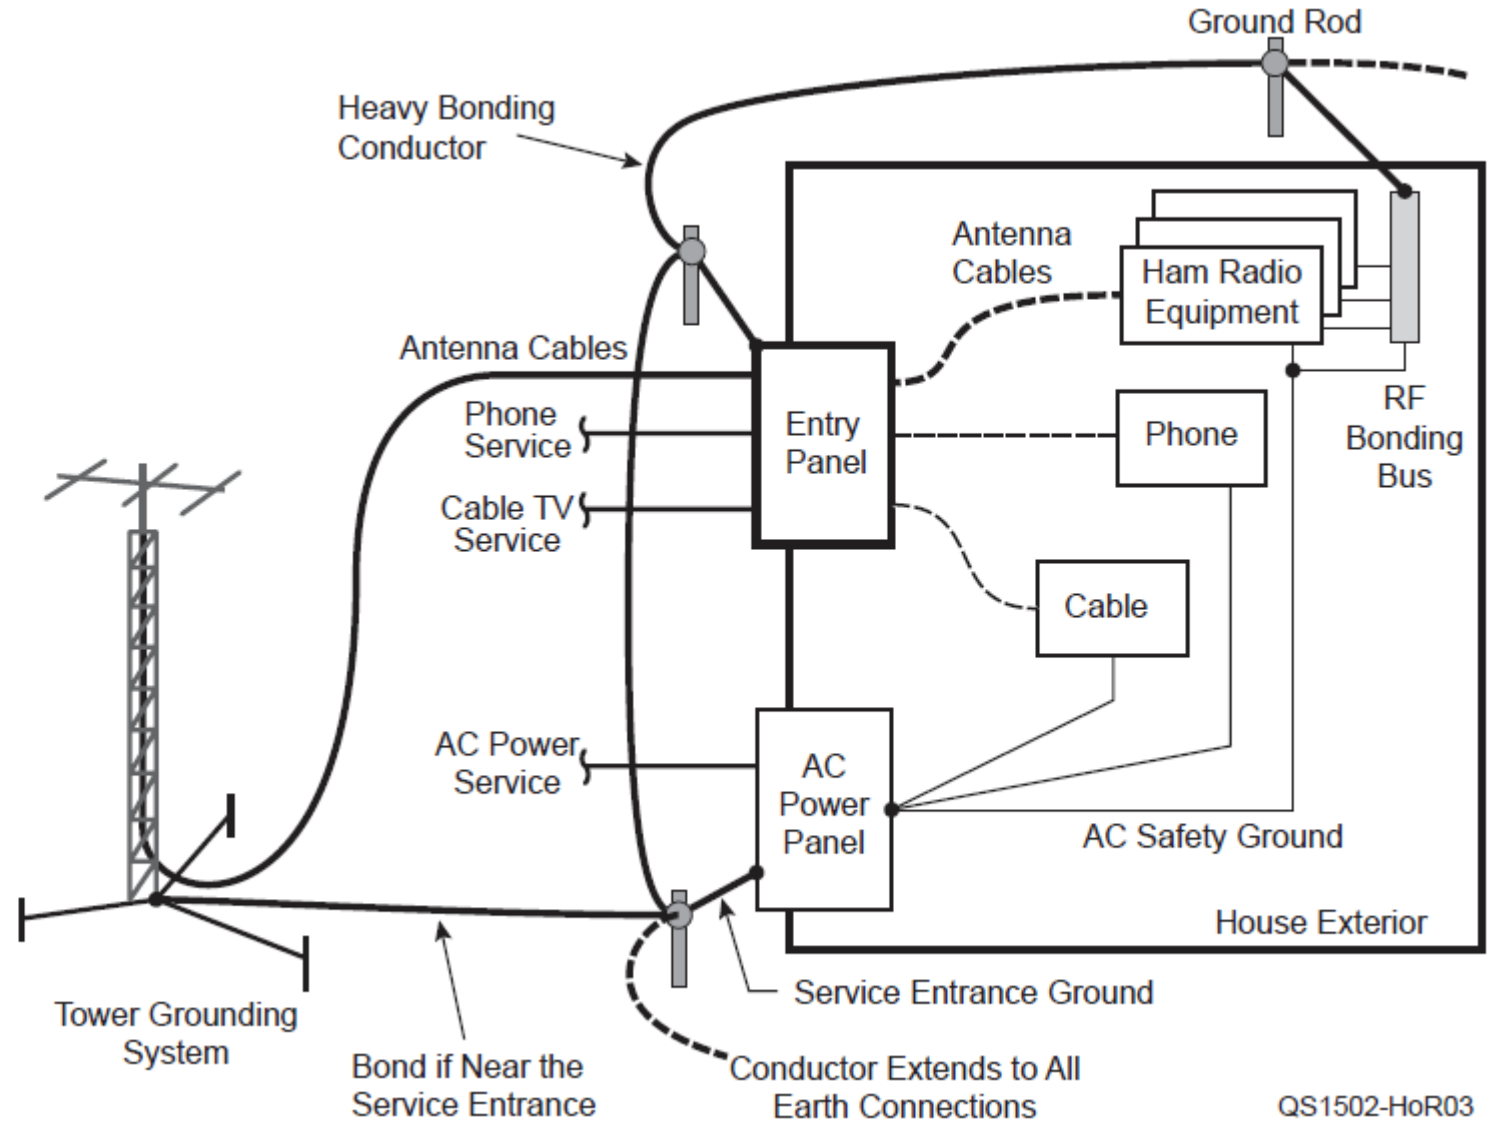 Ground Rod
Heavy Bonding
Conductor
Antenna
Cables
Ham Radio
Equipment
Antenna Cables
Phone
Service
Entry
Panel
Phone
RF
Bonding
Bus
Cable TV
Service
Cable
AC Power
Service
AC
Power
Panel
AC Safety Ground
House Exterior
Service Entrance Ground
Tower Grounding
System
Bond if Near the
Service Entrance
Conductor Extends to All
Earth Connections
QS1502-HoR03